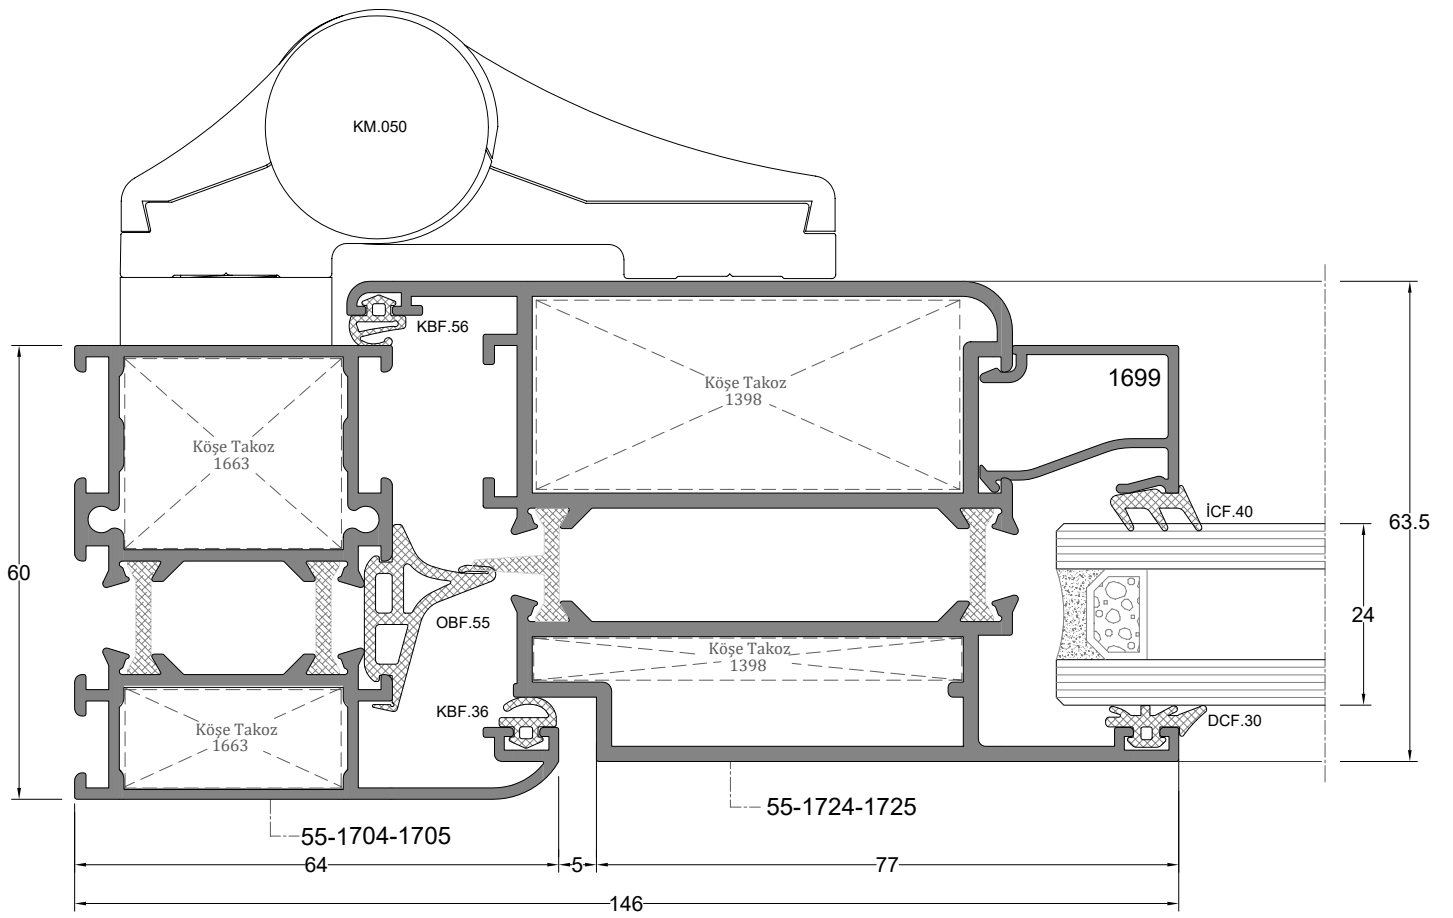 KM.050
KBF.56
Köşe Takoz
1398
1699
Köşe Takoz
1663
İCF.40
63.5
60
24
OBF.55
Köşe Takoz
1398
KBF.36
DCF.30
Köşe Takoz
1663
55-1724-1725
55-1704-1705
64
5
77
146